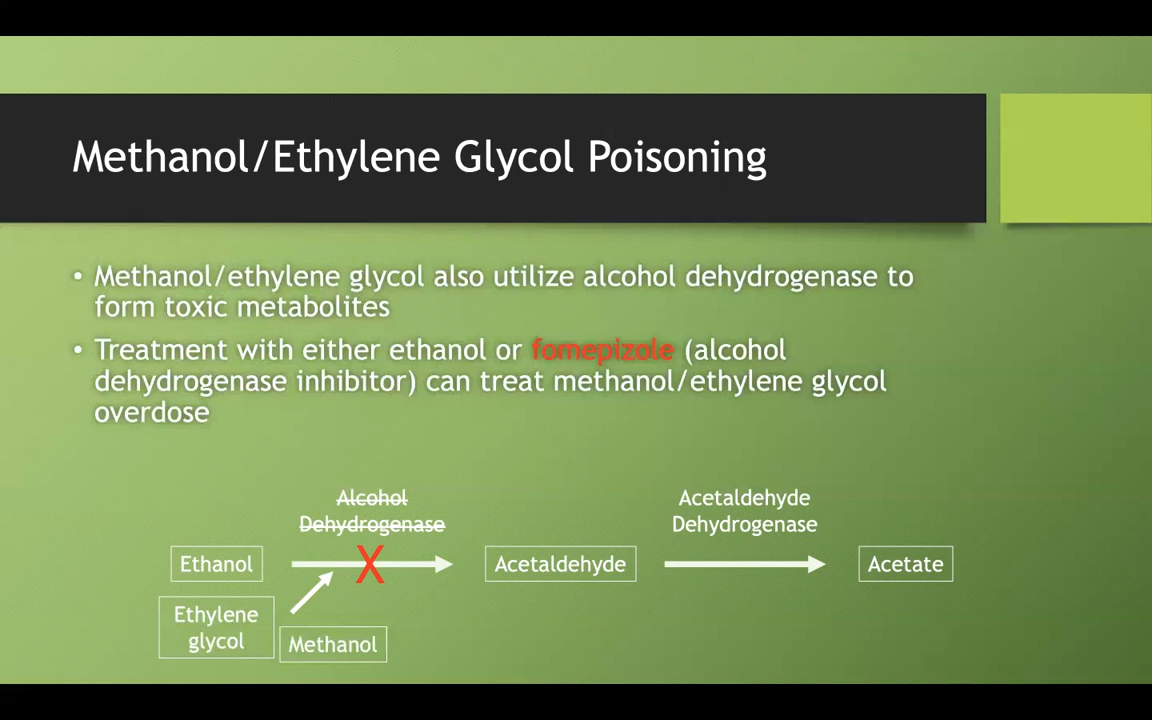 Methanol/Ethylene Glycol Poisoning
• Methanol/ethylene glycol also utilize alcohol dehydrogenase to
form toxic metabolites
• Treatment with either ethanol or fomepizole (alcohol
dehydrogenase inhibitor) can treat methanol/ethylene glycol
overdose
Alcohol
Dehydrogenase
Acetaldehyde
Dehydrogenase
Ethanol
X
Acetaldehyde
Acetate
Ethylene
glycol
Methanol